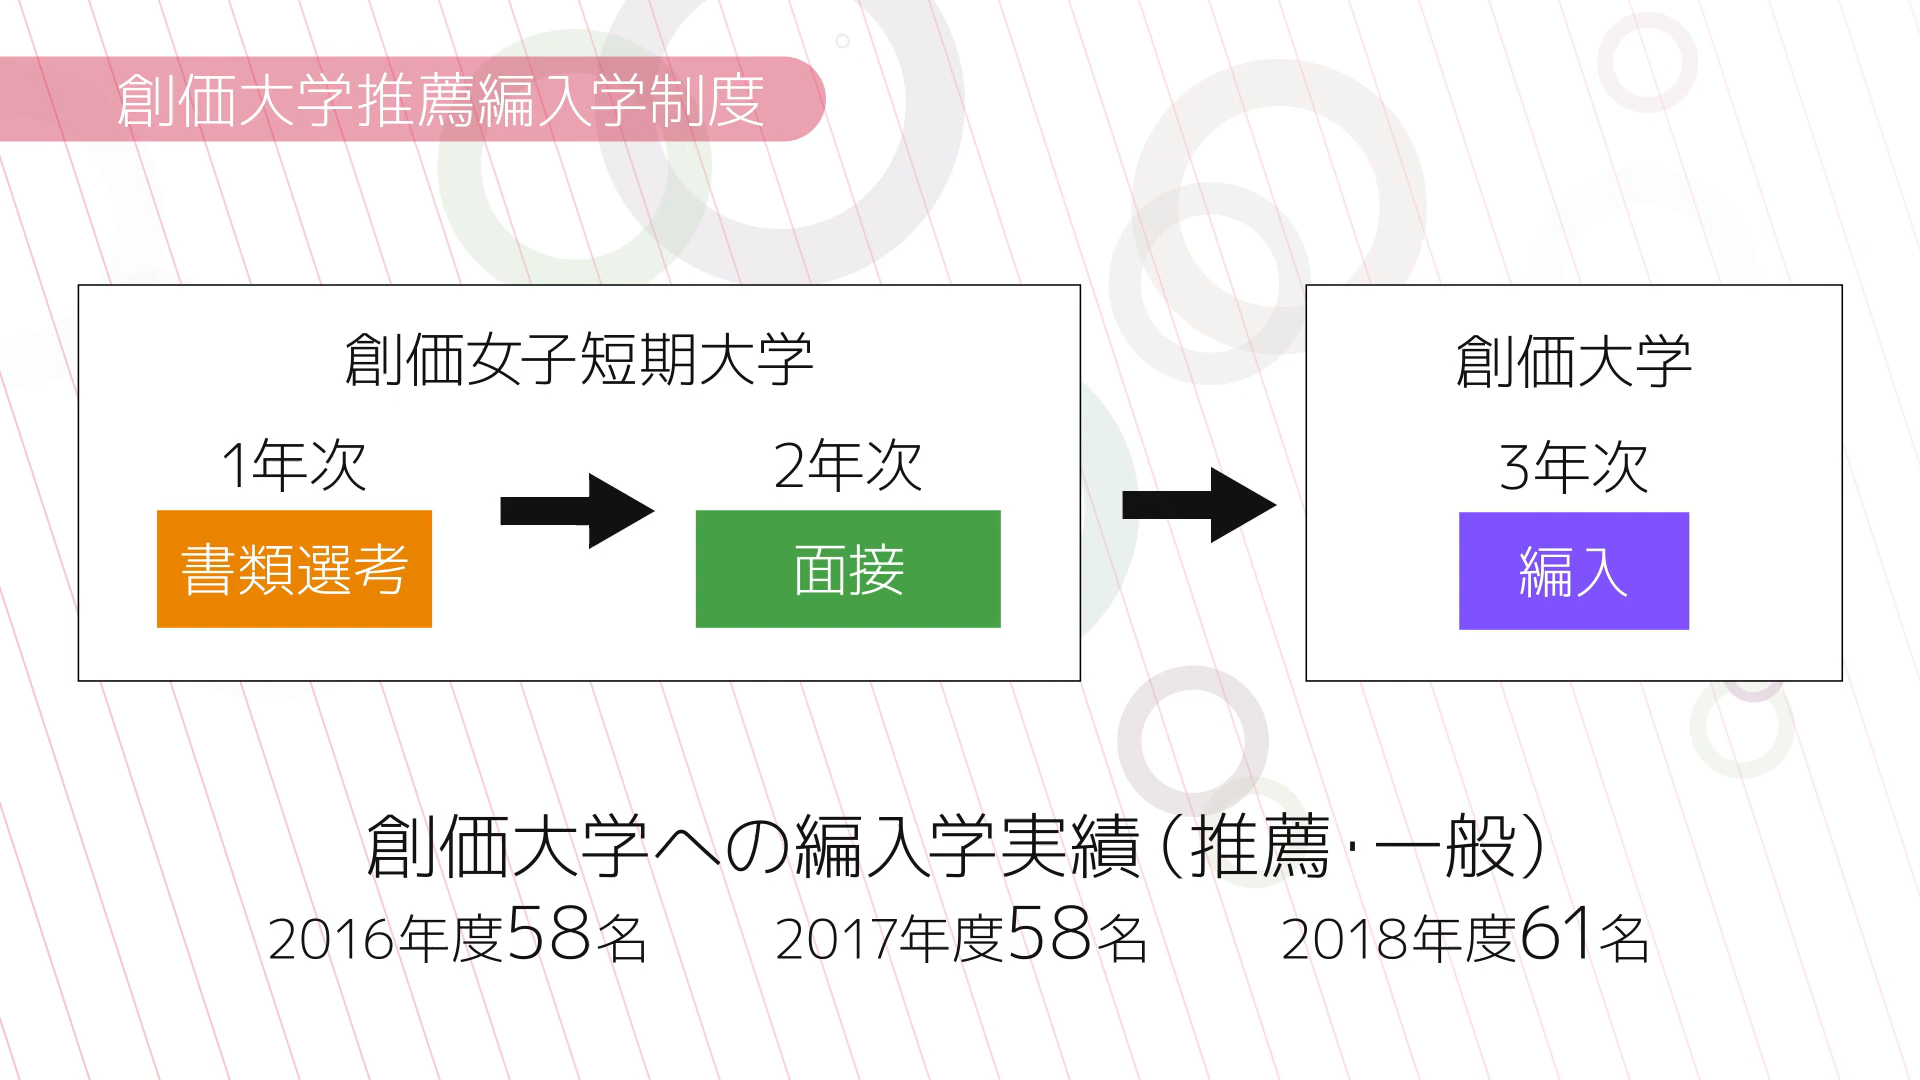 創価大学推薦編入学制度
創価女子短期大学
1年次
書類選考
2年次
面接
創価大学
3年次
編入
創価大学への編入学実績（推薦・一般）
2016年度58名
2017年度58名
2018年度61名